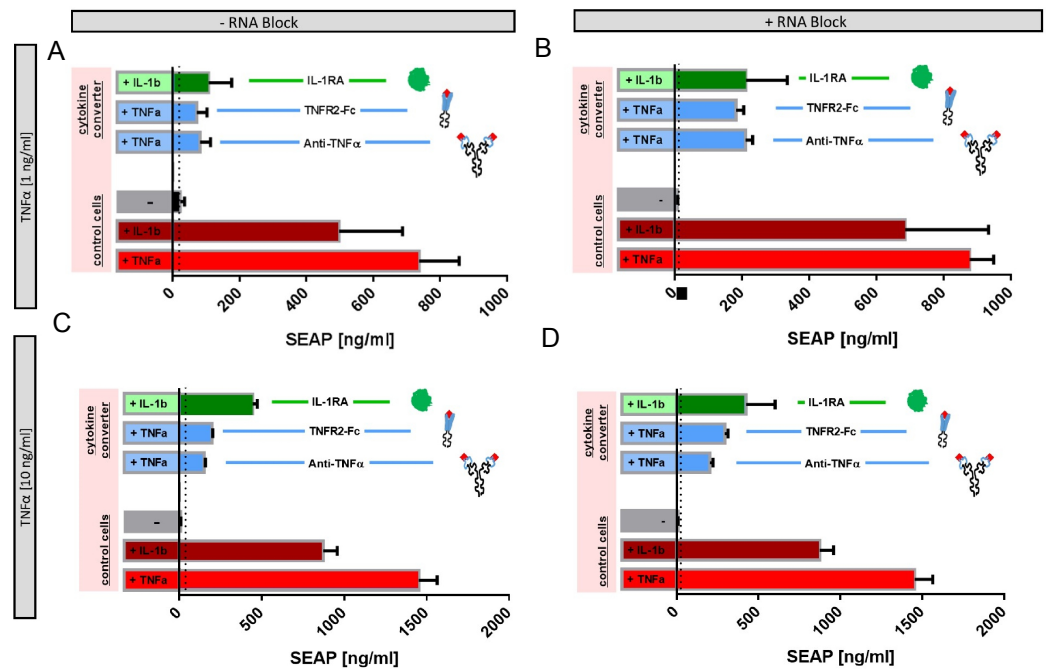 - RNA Block
+ RNA Block
TNFα [1 ng/ml]
A
cytokine
converter
+ IL-1b
IL-1RA
+ TNFa
TNFR2-Fc
+ TNFa
Anti-TNFα
control cells
–
+ IL-1b
+ TNFa
0
200
400
600
800
1000
SEAP [ng/ml]
B
cytokine
converter
+ IL-1b
IL-1RA
+ TNFa
TNFR2-Fc
+ TNFa
Anti-TNFα
control cells
-
+ IL-1b
+ TNFa
0
200
400
600
800
1000
SEAP [ng/ml]
TNFα [10 ng/ml]
C
cytokine
converter
+ IL-1b
IL-1RA
+ TNFa
TNFR2-Fc
+ TNFa
Anti-TNFα
control cells
–
+ IL-1b
+ TNFa
0
500
1000
1500
2000
SEAP [ng/ml]
D
cytokine
converter
+ IL-1b
IL-1RA
+ TNFa
TNFR2-Fc
+ TNFa
Anti-TNFα
control cells
-
+ IL-1b
+ TNFa
0
500
1000
1500
2000
SEAP [ng/ml]